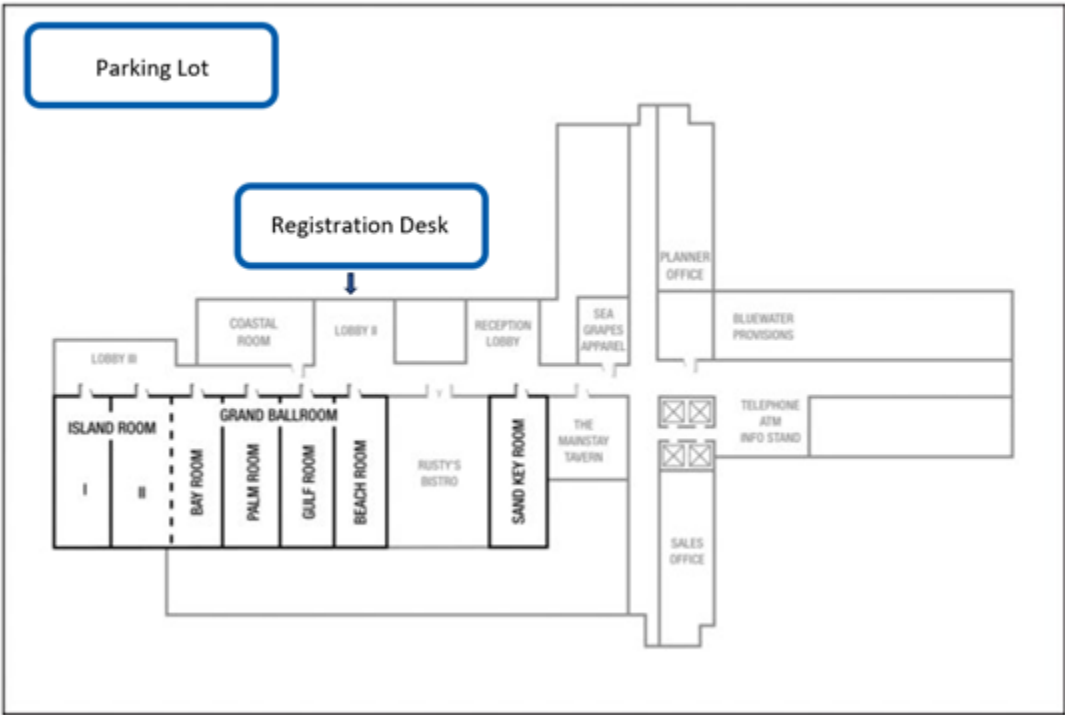 Parking Lot
Registration Desk
PLANNER
OFFICE
COASTAL
ROOM
LOBBY II
RECEPTION
LOBBY
SEA
GRAPES
APPAREL
BLUEWATER
PROVISIONS
LOBBY III
ISLAND ROOM
I
II
GRAND BALLROOM
BAY ROOM
PALM ROOM
GULF ROOM
BEACH ROOM
RUSTY'S
BISTRO
SAND KEY ROOM
THE
MAINSTAY
TAVERN
TELEPHONE
ATM
INFO STAND
SALES
OFFICE